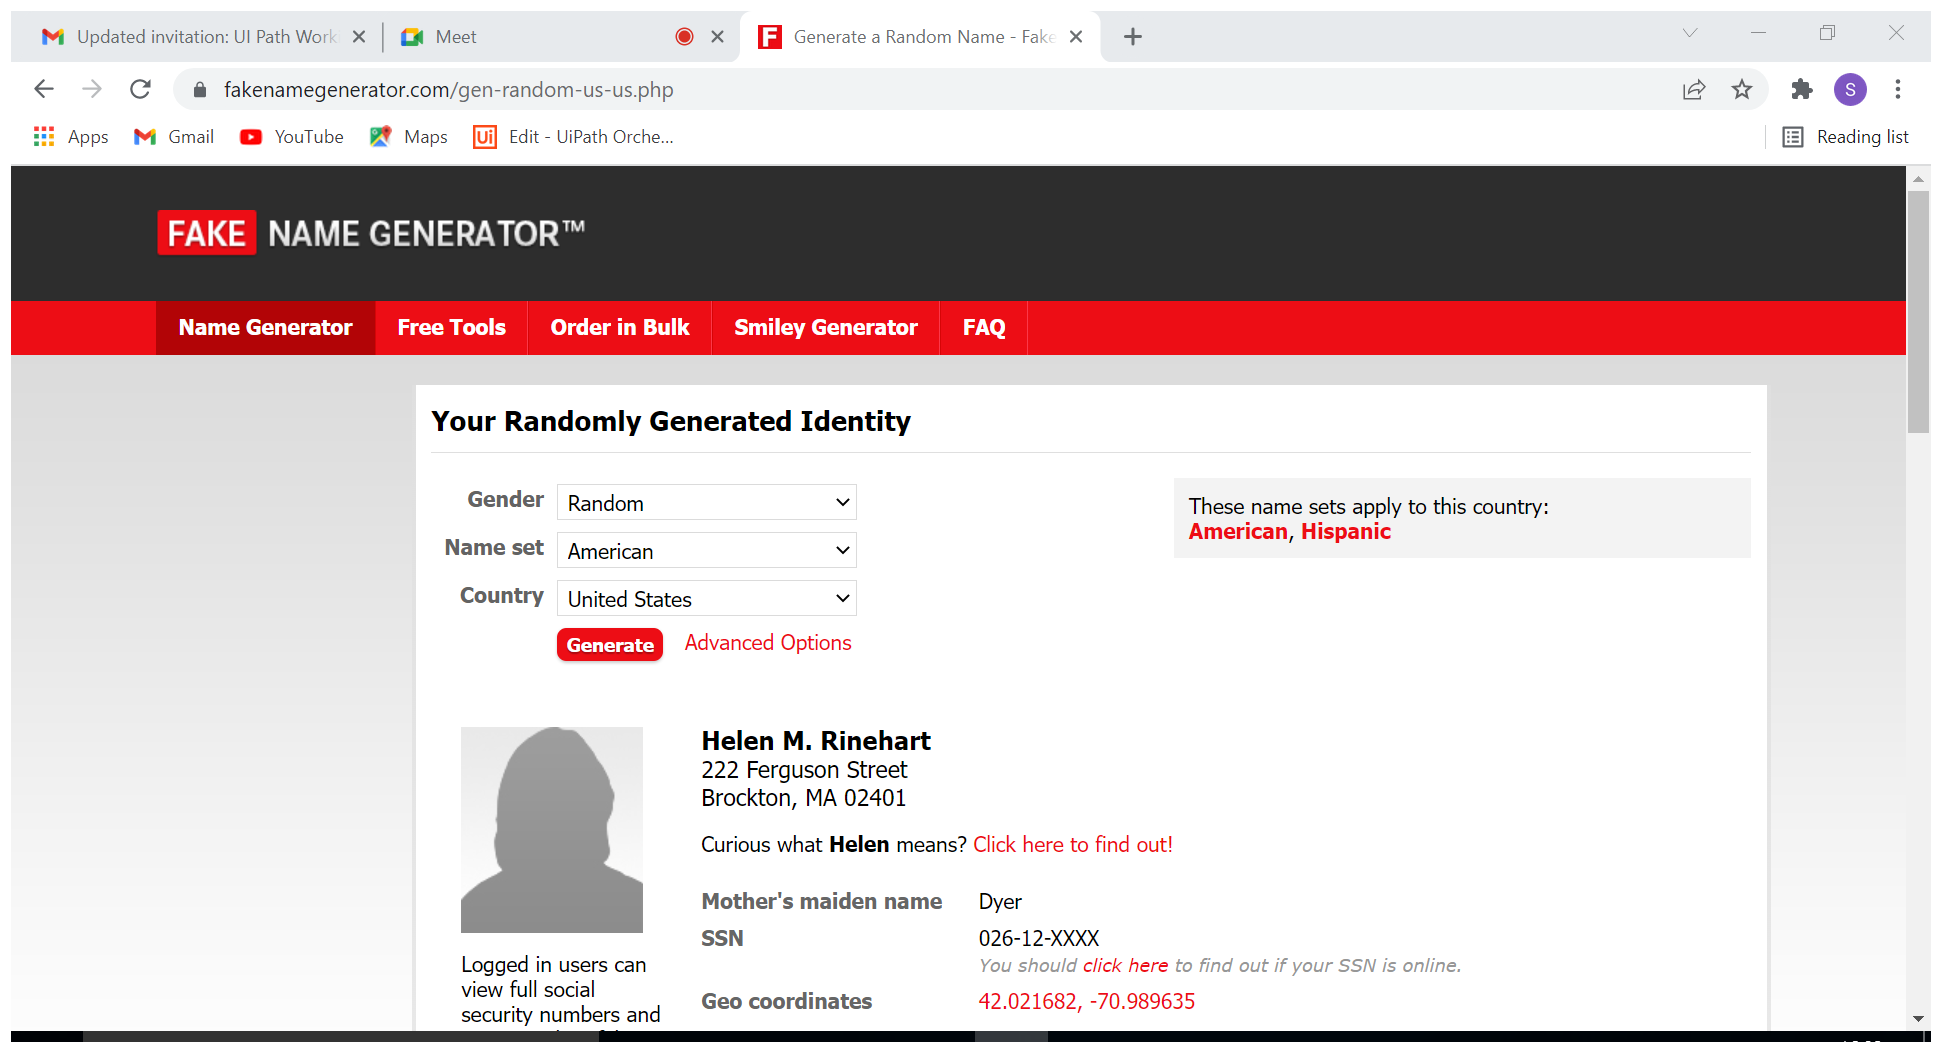 Updated invitation: UI Path Work
Meet
Generate a Random Name - Fake
fakenamegenerator.com/gen-random-us-us.php
S
Apps
Gmail
YouTube
Maps
Ui
Edit - UiPath Orche...
Reading list
FAKE NAME GENERATOR™
Name Generator
Free Tools
Order in Bulk
Smiley Generator
FAQ
Your Randomly Generated Identity
Gender
Random
Name set
American
Country
United States
Generate
Advanced Options
These name sets apply to this country:
American, Hispanic
Helen M. Rinehart
222 Ferguson Street
Brockton, MA 02401
Curious what Helen means? Click here to find out!
Mother's maiden name
Dyer
SSN
026-12-XXXX
You should click here to find out if your SSN is online.
Geo coordinates
42.021682, -70.989635
Logged in users can
view full social
security numbers and